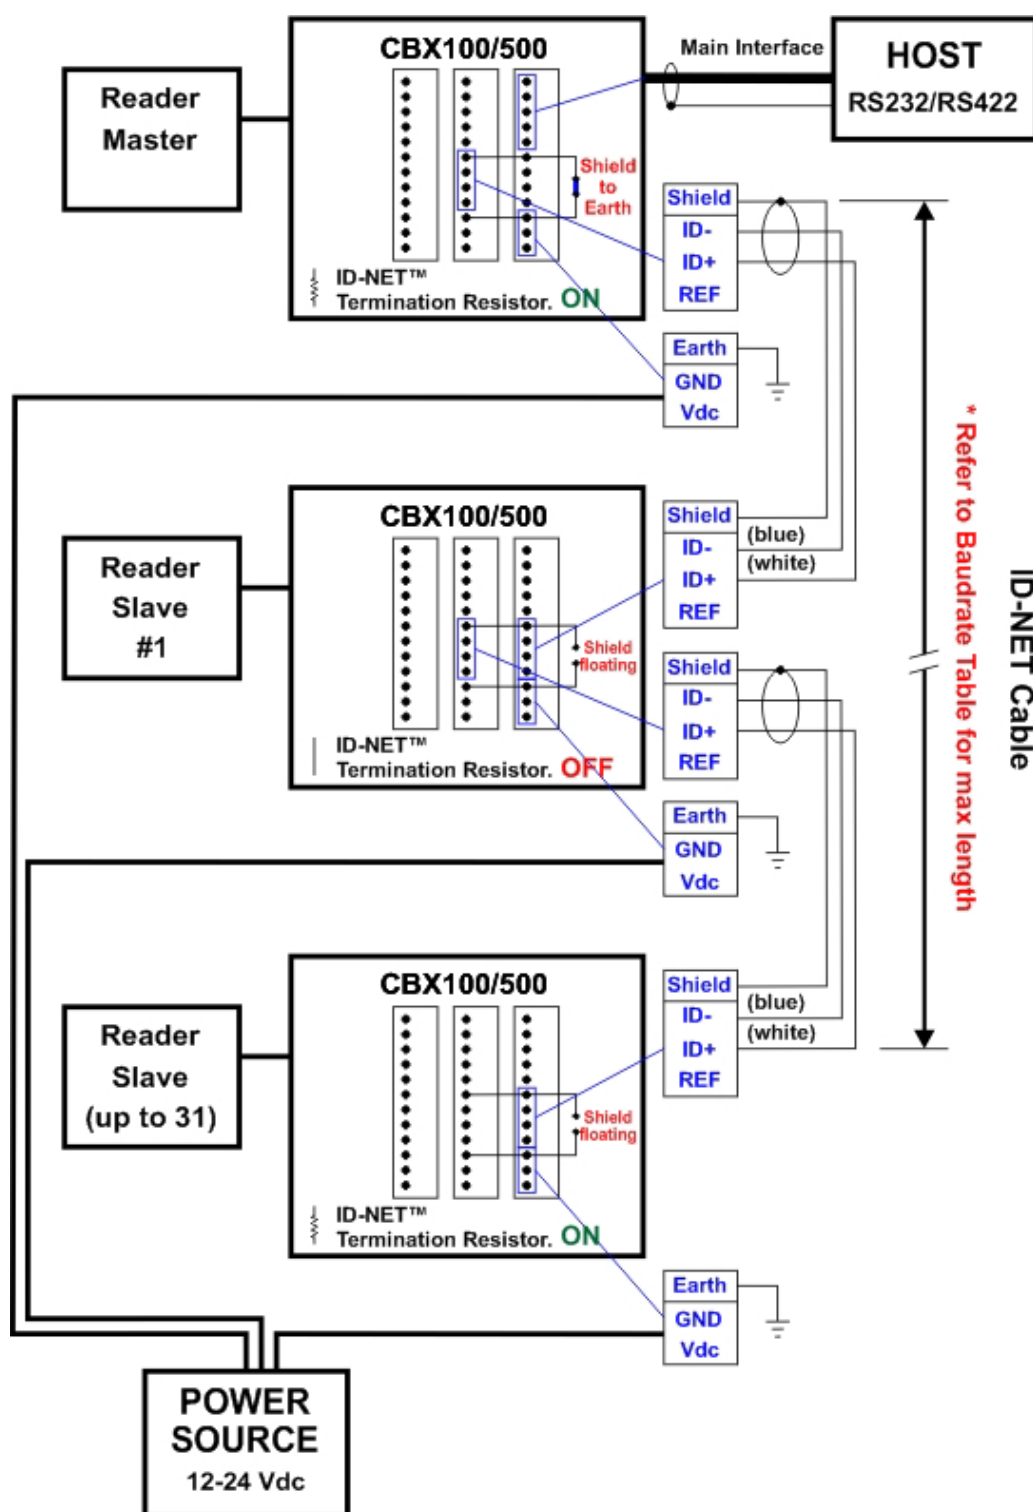 CBX100/500
Reader
Master
Main Interface
HOST
RS232/RS422
Shield
to
Earth
ID-NET™
Termination Resistor. ON
Shield
ID-
ID+
REF
Earth
GND
Vdc
CBX100/500
Reader
Slave
#1
Shield
floating
ID-NET™
Termination Resistor. OFF
Shield
ID-
ID+
REF
(blue)
(white)
Shield
ID-
ID+
REF
Earth
GND
Vdc
* Refer to Baudrate Table for max length
ID-NET Cable
CBX100/500
Reader
Slave
(up to 31)
Shield
floating
ID-NET™
Termination Resistor. ON
Shield
ID-
ID+
REF
(blue)
(white)
Earth
GND
Vdc
POWER
SOURCE
12-24 Vdc